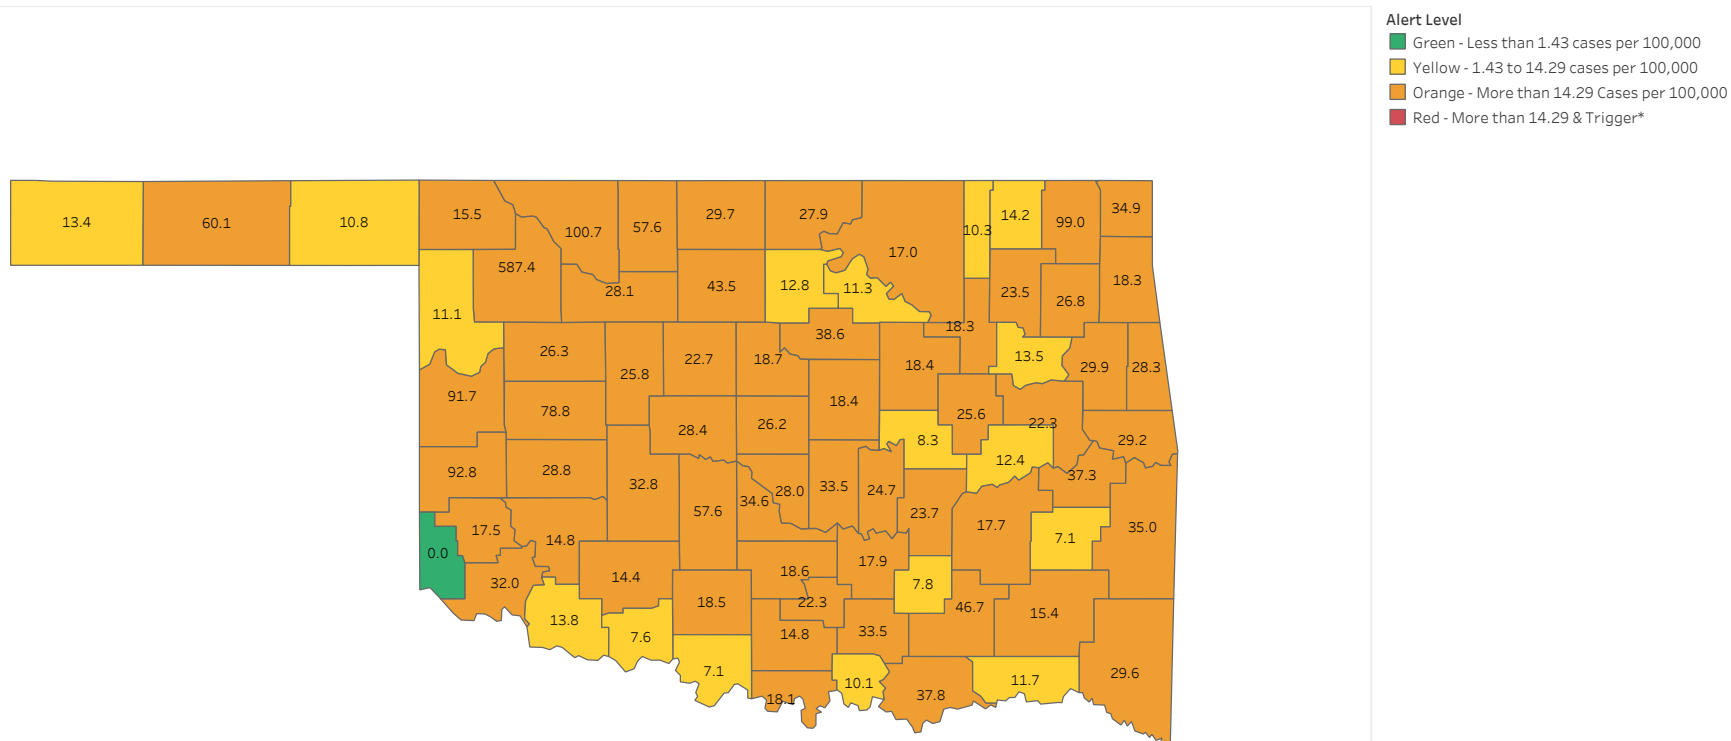 Alert Level
Green - Less than 1.43 cases per 100,000
Yellow - 1.43 to 14.29 cases per 100,000
Orange - More than 14.29 Cases per 100,000
Red - More than 14.29 & Trigger*
13.4 60.1 10.8 15.5 100.7 57.6 29.7 27.9 17.0 10.3 14.2 99.0 34.9
587.4 28.1 43.5 12.8 11.3 23.5 26.8 18.3
11.1 26.3 25.8 22.7 18.7 38.6 18.4 18.3 13.5 29.9 28.3
91.7 78.8 28.4 26.2 18.4 8.3 25.6 22.3 29.2
92.8 28.8 32.8 57.6 34.6 28.0 33.5 24.7 23.7 12.4 37.3 35.0
0.0 17.5 14.8 17.9 17.7 7.1
32.0 14.4 18.5 18.6 22.3 7.8 46.7 15.4
13.8 7.6 14.8 33.5
7.1 18.1 10.1 37.8 11.7 29.6